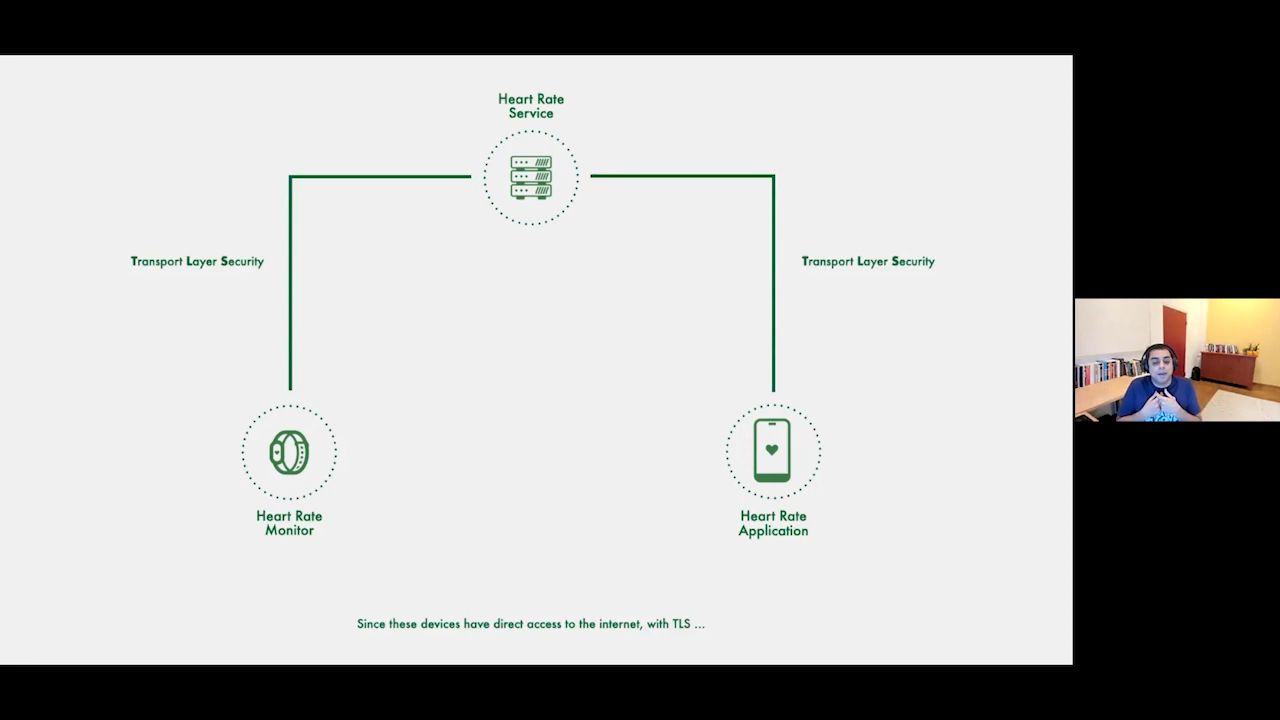 Heart Rate
Service
Transport Layer Security
Transport Layer Security
Heart Rate
Monitor
Heart Rate
Application
Since these devices have direct access to the internet, with TLS ...